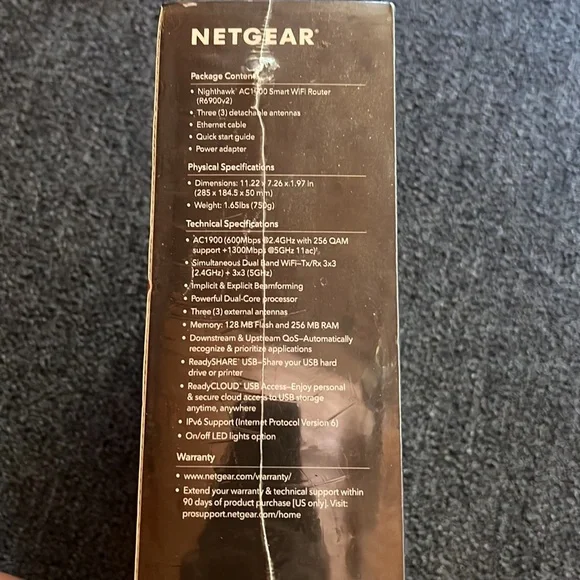 NETGEAR®
Package Contents
• Nighthawk® AC1900 Smart WiFi Router
(R6900v2)
• Three (3) detachable antennas
• Ethernet cable
• Quick start guide
• Power adapter
Physical Specifications
• Dimensions: 11.22 x 7.26 x 1.97 in
(285 x 184.5 x 50 mm)
• Weight: 1.65lbs (750g)
Technical Specifications
• AC1900 (600Mbps @2.4GHz with 256 QAM
support +1300Mbps @5GHz 11ac)†
• Simultaneous Dual Band WiFi–Tx/Rx 3x3
(2.4GHz) + 3x3 (5GHz)
• Implicit & Explicit Beamforming
• Powerful Dual-Core processor
• Three (3) external antennas
• Memory: 128 MB Flash and 256 MB RAM
• Downstream & Upstream QoS–Automatically
recognize & prioritize applications
• ReadySHARE® USB–Share your USB hard
drive or printer
• ReadyCLOUD® USB Access–Enjoy personal
& secure cloud access to USB storage
anytime, anywhere
• IPv6 Support (Internet Protocol Version 6)
• On/off LED lights option
Warranty
• www.netgear.com/warranty/
• Extend your warranty & technical support within
90 days of product purchase [US only]. Visit:
prosupport.netgear.com/home